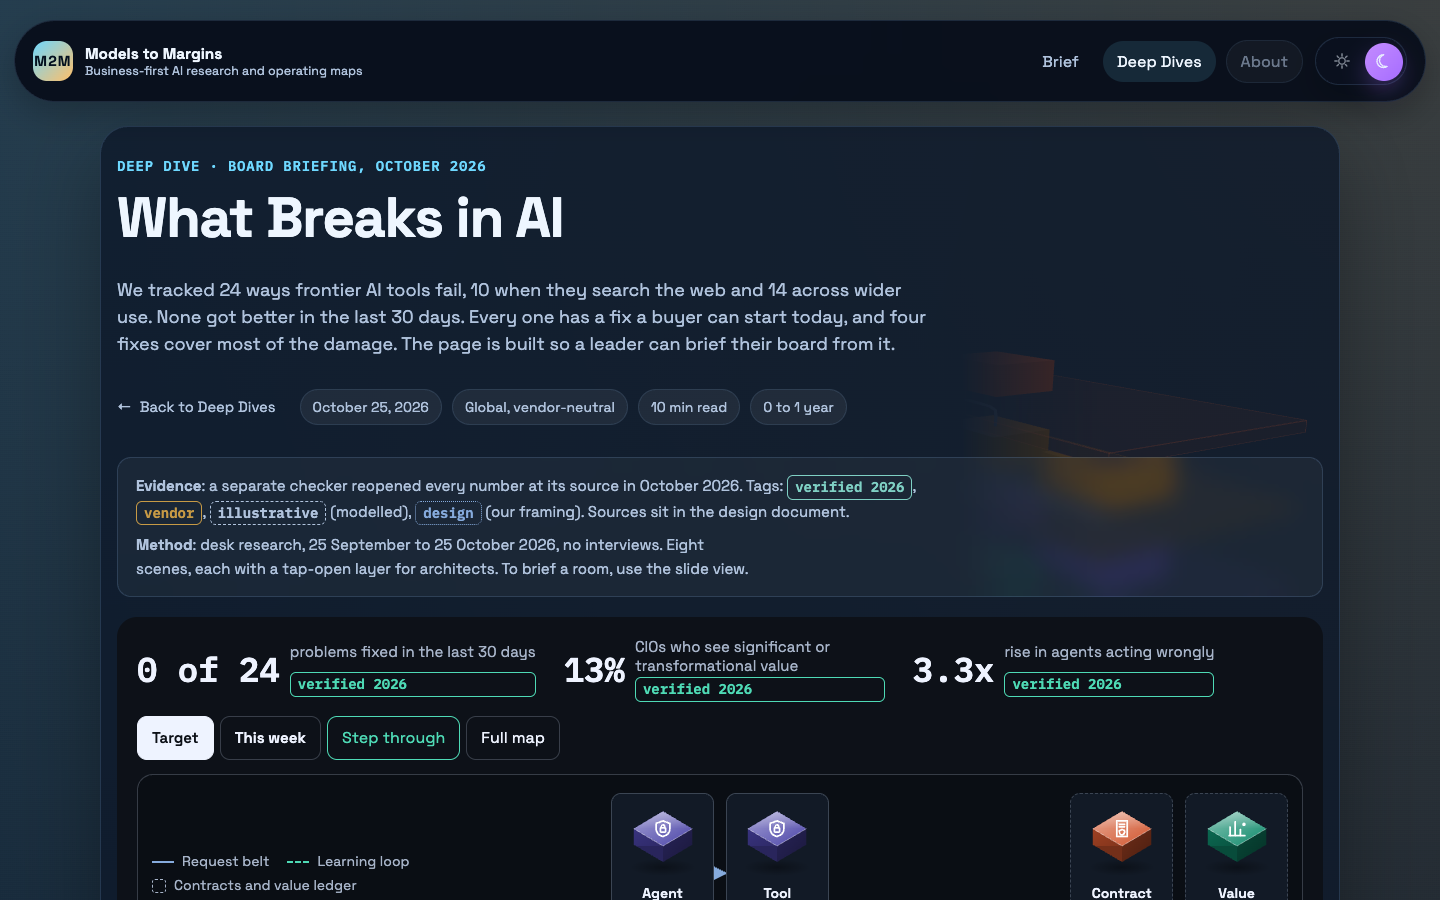 M2M
Models to Margins
Business-first AI research and operating maps
Brief
Deep Dives
About
DEEP DIVE · BOARD BRIEFING, OCTOBER 2026
What Breaks in AI
We tracked 24 ways frontier AI tools fail, 10 when they search the web and 14 across wider
use. None got better in the last 30 days. Every one has a fix a buyer can start today, and four
fixes cover most of the damage. The page is built so a leader can brief their board from it.
← Back to Deep Dives
October 25, 2026
Global, vendor-neutral
10 min read
0 to 1 year
Evidence: a separate checker reopened every number at its source in October 2026. Tags: verified 2026,
vendor, illustrative (modelled), design (our framing). Sources sit in the design document.
Method: desk research, 25 September to 25 October 2026, no interviews. Eight
scenes, each with a tap-open layer for architects. To brief a room, use the slide view.
0 of 24
problems fixed in the last 30 days
verified 2026
13%
CIOs who see significant or
transformational value
verified 2026
3.3x
rise in agents acting wrongly
verified 2026
Target
This week
Step through
Full map
Request belt
Learning loop
Contracts and value ledger
Agent
Tool
Contract
Value